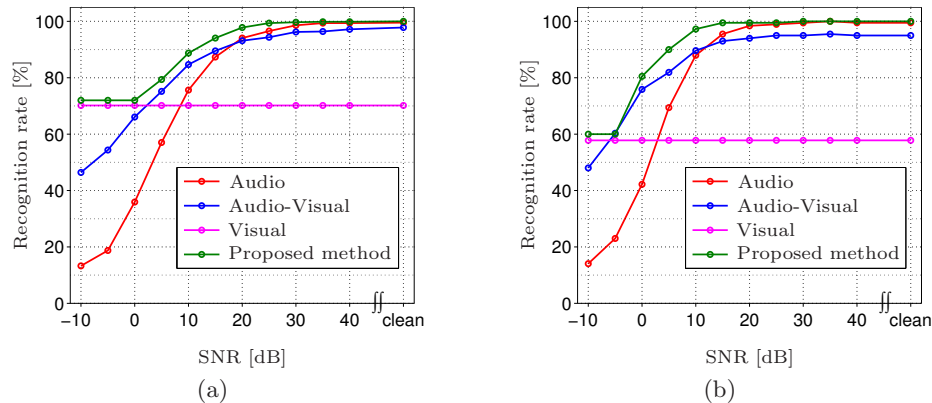 100
80
60
40
20
0
Recognition rate [%]
Audio
Audio-Visual
Visual
Proposed method
−10 0 10 20 30 40 clean
SNR [dB]
(a)
100
80
60
40
20
0
Recognition rate [%]
Audio
Audio-Visual
Visual
Proposed method
−10 0 10 20 30 40 clean
SNR [dB]
(b)